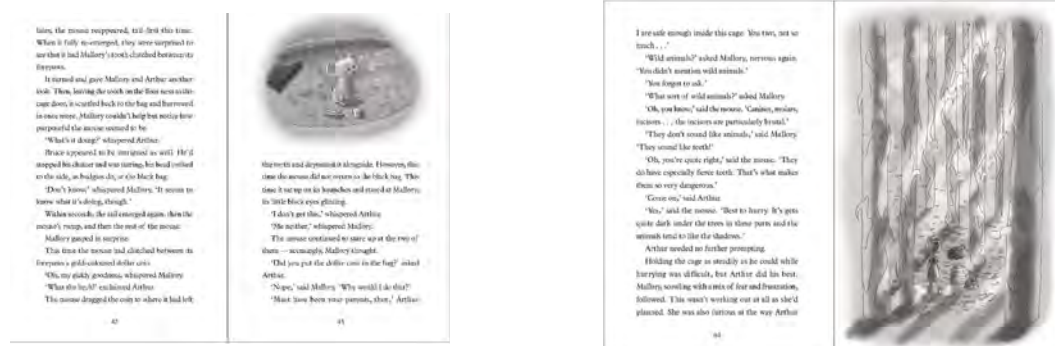 later, the mouse reappeared, tail-first this time.
When it fully re-emerged, they were surprised to
see that it had Mallory's tooth clutched between its
forepaws.
It turned and gave Mallory and Arthur another
look. Then, leaving the tooth on the floor next to the
cage door, it scuttled back to the bag and burrowed
in once more. Mallory couldn't help but notice how
purposeful the mouse seemed to be.
'What's it doing?' whispered Arthur.
Bruce appeared to be intrigued as well. He'd
stopped his chatter and was staring, his head cocked
to the side, as budgies do, at the black bag.
'Don't know,' whispered Mallory. 'It seems to
know what it's doing, though.'
Within seconds, the tail emerged again, then the
mouse's rump, and then the rest of the mouse.
Mallory gasped in surprise.
This time the mouse had clutched between its
forepaws a gold-coloured dollar coin.
'Oh, my giddy goodness,' whispered Mallory.
'What the heck!' exclaimed Arthur.
The mouse dragged the coin to where it had left
the tooth and deposited it alongside. However, this
time the mouse did not return to the black bag. This
time it sat up on its haunches and stared at Mallory,
its little black eyes glinting.
'I don't get this,' whispered Arthur.
'Me neither,' whispered Mallory.
The mouse continued to stare up at the two of
them — accusingly, Mallory thought.
'Did you put the dollar coin in the bag?' asked
Arthur.
'Nope,' said Mallory. 'Why would I do that?'
'Must have been your parents, then,' Arthur
I are safe enough inside this cage. You two, not so
much . . .'
'Wild animals?' asked Mallory, nervous again.
'You didn't mention wild animals.'
'You forgot to ask.'
'What sort of wild animals?' asked Mallory.
'Oh, you know,' said the mouse. 'Canines, molars,
incisors . . . the incisors are particularly brutal.'
'They don't sound like animals,' said Mallory.
'They sound like teeth!'
'Oh, you're quite right,' said the mouse. 'They
do have especially fierce teeth. That's what makes
them so very dangerous.'
'Come on,' said Arthur.
'Yes,' said the mouse. 'Best to hurry. It's gets
quite dark under the trees in these parts and the
animals tend to like the shadows.'
Arthur needed no further prompting.
Holding the cage as steadily as he could while
hurrying was difficult, but Arthur did his best.
Mallory, scowling with a mix of fear and frustration,
followed. This wasn't working out at all as she'd
planned. She was also furious at the way Arthur